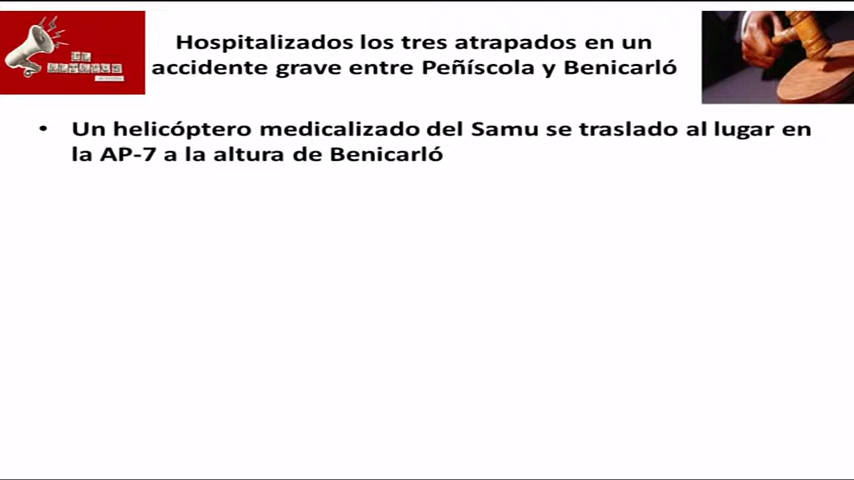 Hospitalizados los tres atrapados en un
accidente grave entre Peñíscola y Benicarló
• Un helicóptero medicalizado del Samu se traslado al lugar en
la AP-7 a la altura de Benicarló